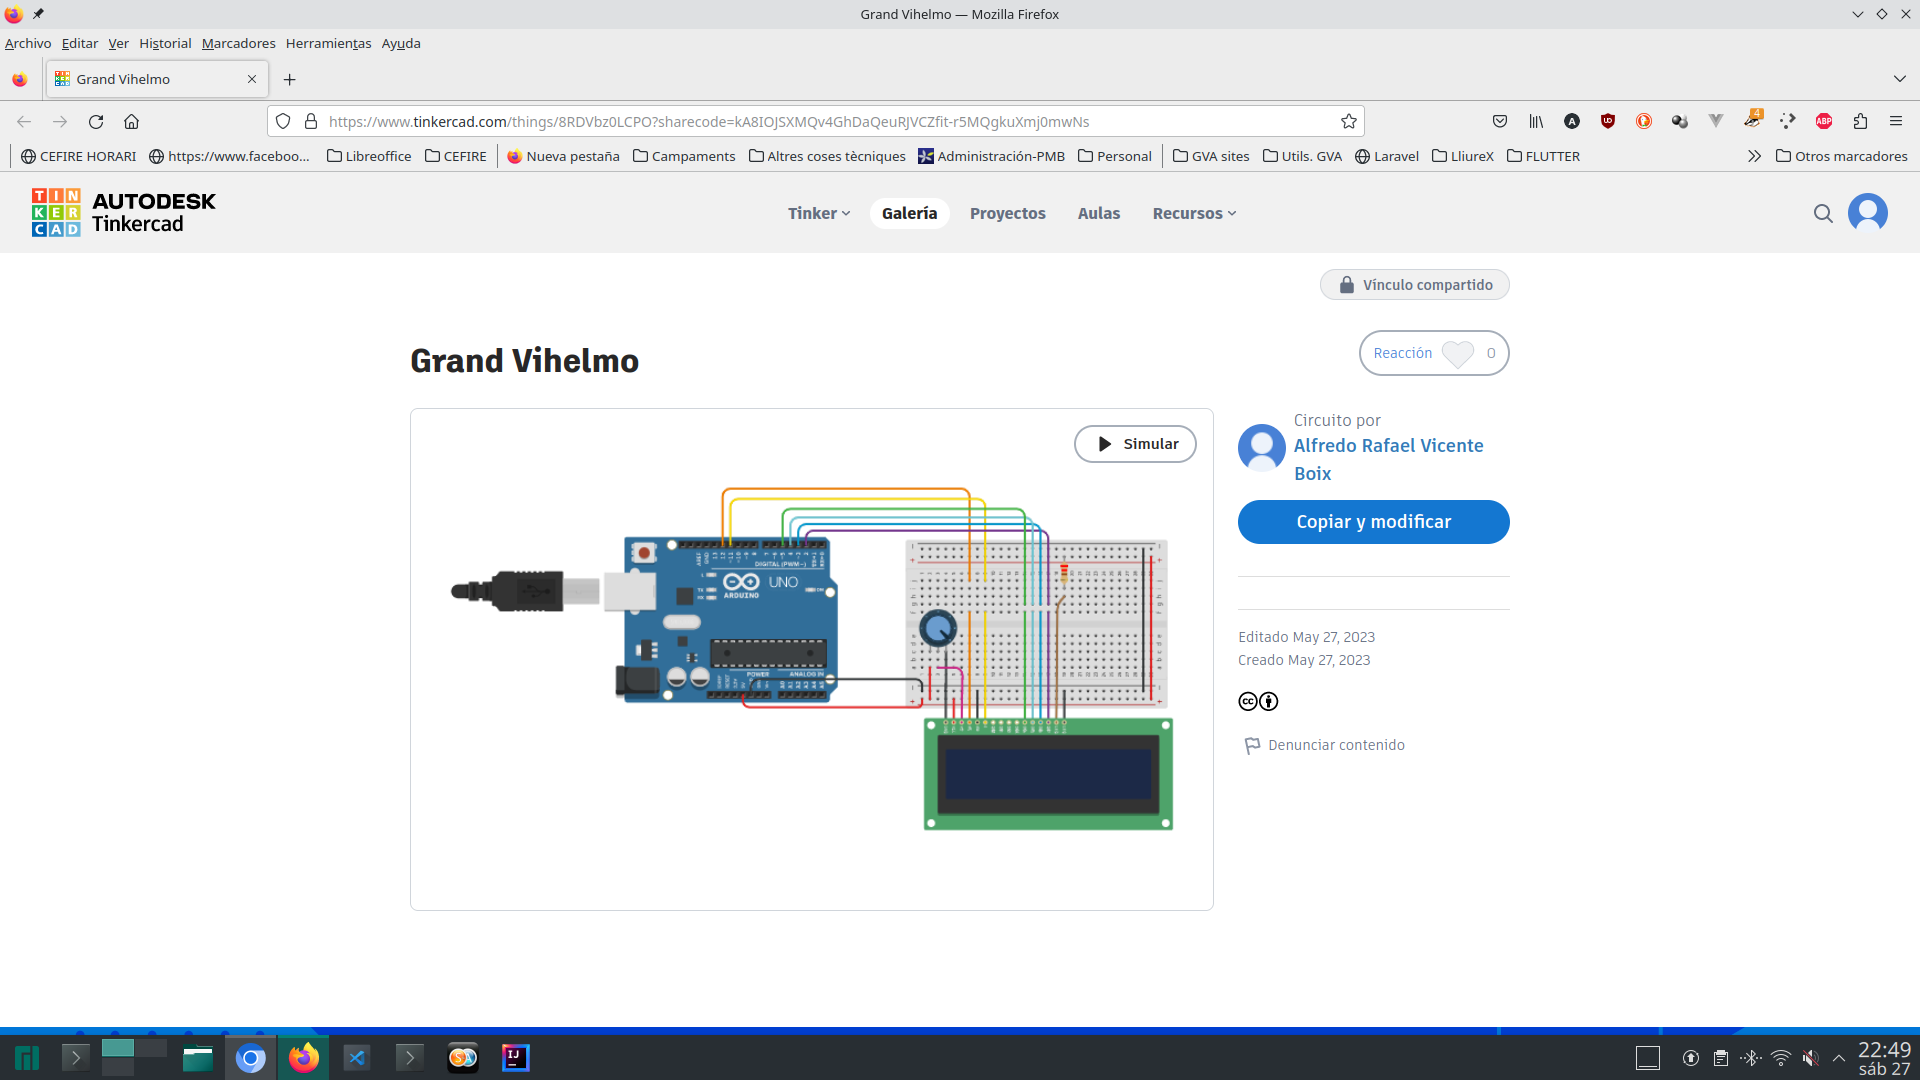 Grand Vihelmo — Mozilla Firefox
Archivo Editar Ver Historial Marcadores Herramientas Ayuda
Grand Vihelmo
https://www.tinkercad.com/things/8RDVbz0LCPO?sharecode=kA8IOJSXMQv4GhDaQeuRJVCZfit-r5MQgkuXmj0mwNs
4
ABP
CEFIRE HORARI https://www.faceboo... Libreoffice CEFIRE Nueva pestaña Campaments Altres coses tècniques Administración-PMB Personal GVA sites Utils. GVA Laravel LliureX FLUTTER Otros marcadores
TIN
KER
CAD
AUTODESK
Tinkercad
Tinker Galería Proyectos Aulas Recursos
Vínculo compartido
Grand Vihelmo
Reacción 0
Simular
Circuito por
Alfredo Rafael Vicente
Boix
Copiar y modificar
DIGITAL (PWM~)
UNO
ARDUINO
POWER ANALOG IN
Editado May 27, 2023
Creado May 27, 2023
cc
Denunciar contenido
IJ
22:49
sáb 27